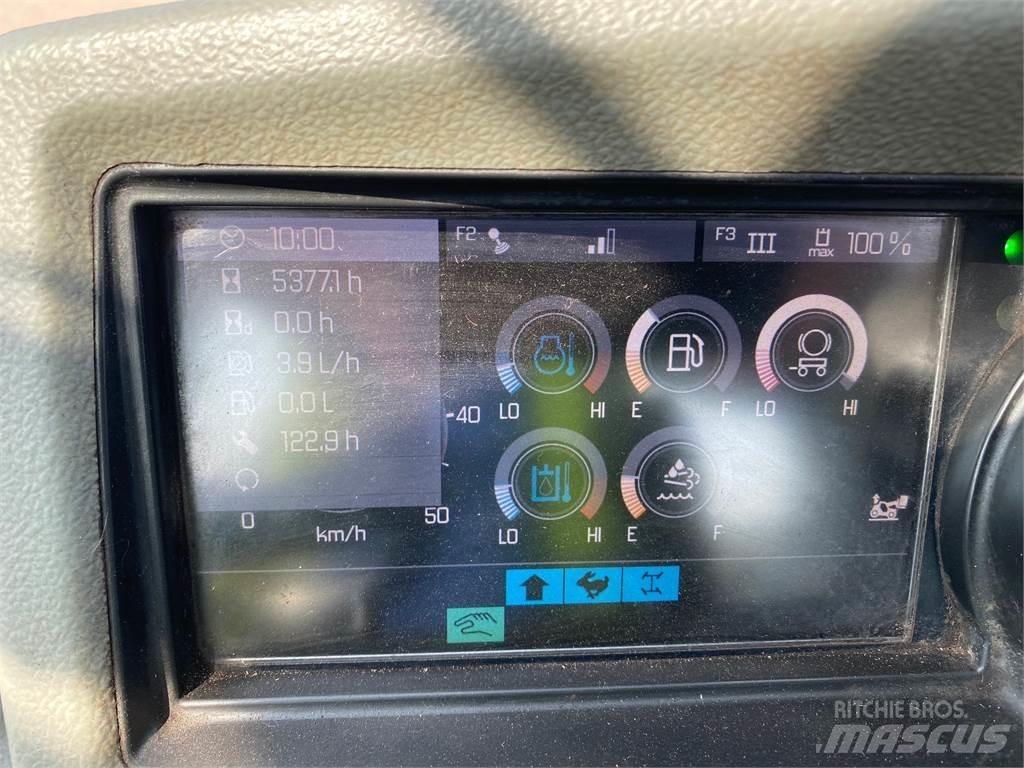 10:00
F2
F3 III max 100%
5377.1 h
d 0.0 h
3.9 L/h
0.0 L
122.9 h
-40
0
50
km/h
LO HI E F LO HI
LO HI E F
RITCHIE BROS.
MASCUS